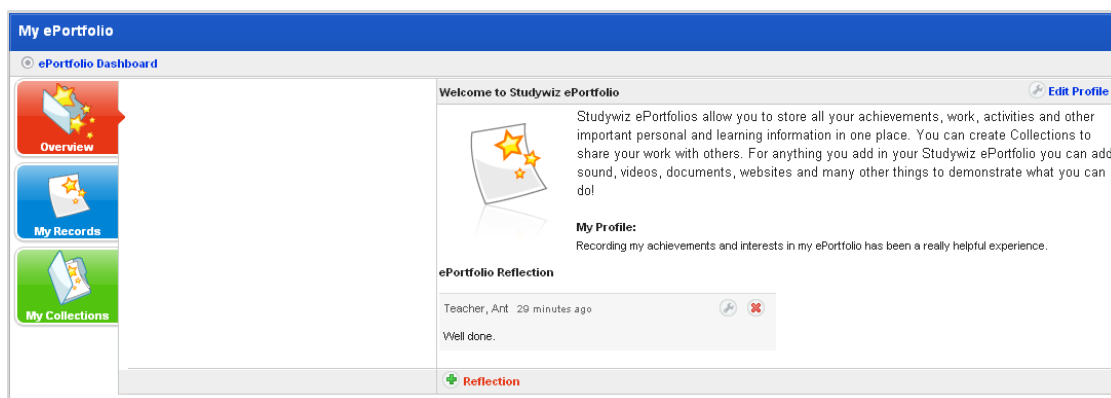 My ePortfolio
ePortfolio Dashboard
Overview
My Records
My Collections
Welcome to Studywiz ePortfolio
Edit Profile
Studywiz ePortfolios allow you to store all your achievements, work, activities and other
important personal and learning information in one place. You can create Collections to
share your work with others. For anything you add in your Studywiz ePortfolio you can add
sound, videos, documents, websites and many other things to demonstrate what you can
do!
My Profile:
Recording my achievements and interests in my ePortfolio has been a really helpful experience.
ePortfolio Reflection
Teacher, Ant 29 minutes ago
Well done.
Reflection